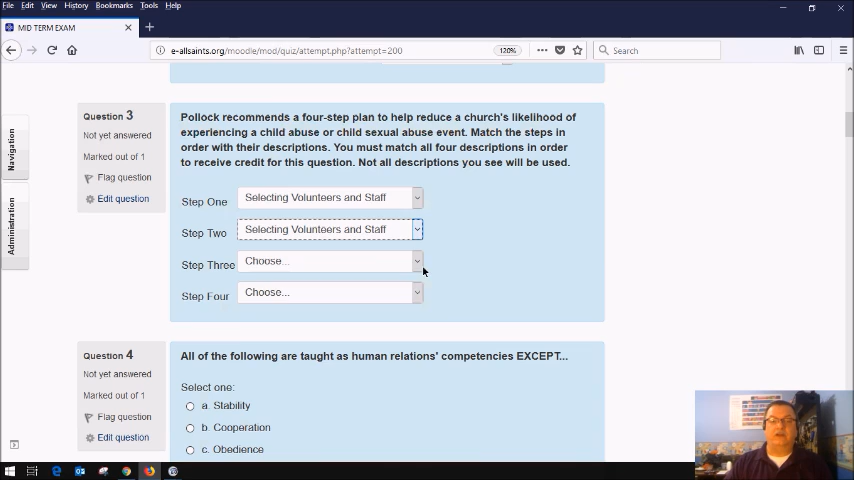 File Edit View History Bookmarks Tools Help
MID TERM EXAM
e-allsaints.org/moodle/mod/quiz/attempt.php?attempt=200
120%
Search
Navigation
Administration
Question 3
Not yet answered
Marked out of 1
Flag question
Edit question
Pollock recommends a four-step plan to help reduce a church's likelihood of
experiencing a child abuse or child sexual abuse event. Match the steps in
order with their descriptions. You must match all four descriptions in order
to receive credit for this question. Not all descriptions you see will be used.
Step One Selecting Volunteers and Staff
Step Two Selecting Volunteers and Staff
Step Three Choose...
Step Four Choose...
Question 4
Not yet answered
Marked out of 1
Flag question
Edit question
All of the following are taught as human relations' competencies EXCEPT...
Select one:
a. Stability
b. Cooperation
c. Obedience